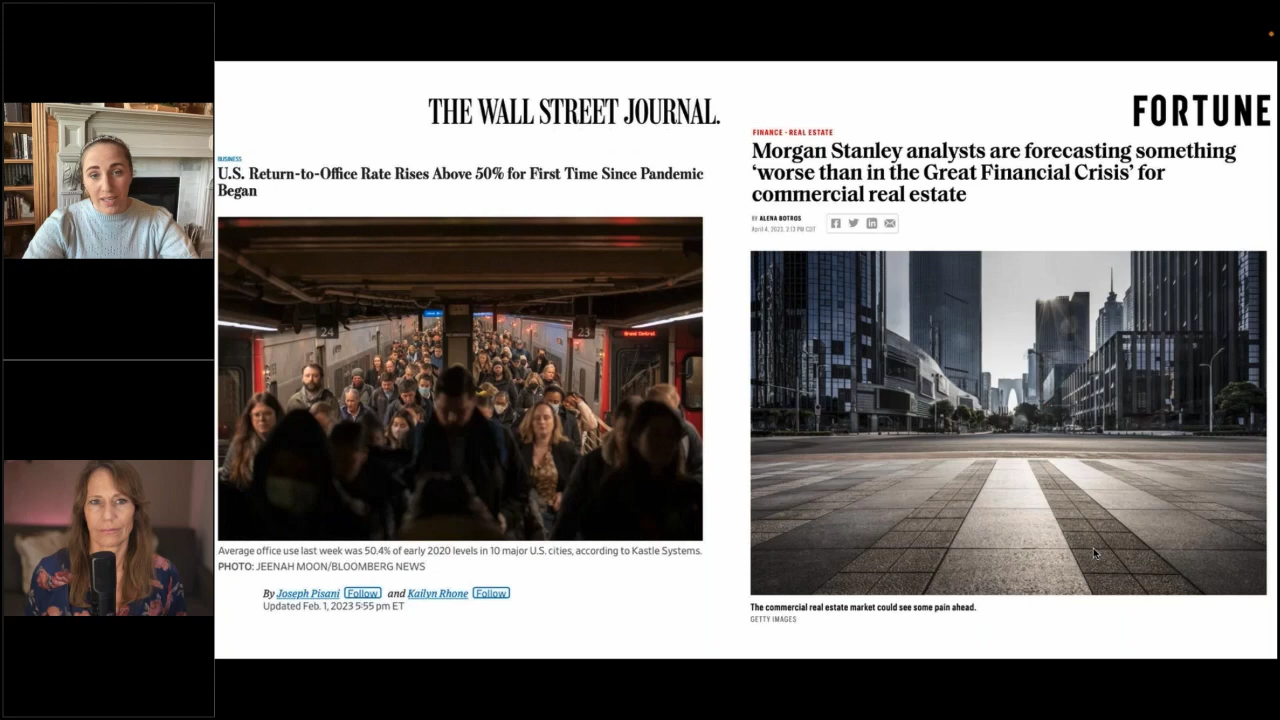 THE WALL STREET JOURNAL.
BUSINESS
U.S. Return-to-Office Rate Rises Above 50% for First Time Since Pandemic
Began
24
23
Grand Central
Average office use last week was 50.4% of early 2020 levels in 10 major U.S. cities, according to Kastle Systems.
PHOTO: JEENAH MOON/BLOOMBERG NEWS
By Joseph Pisani Follow and Kailyn Rhone Follow
Updated Feb. 1, 2023 5:55 pm ET
FORTUNE
FINANCE · REAL ESTATE
Morgan Stanley analysts are forecasting something
‘worse than in the Great Financial Crisis’ for
commercial real estate
BY ALENA BOTROS
April 4, 2023, 2:13 PM CDT
The commercial real estate market could see some pain ahead.
GETTY IMAGES